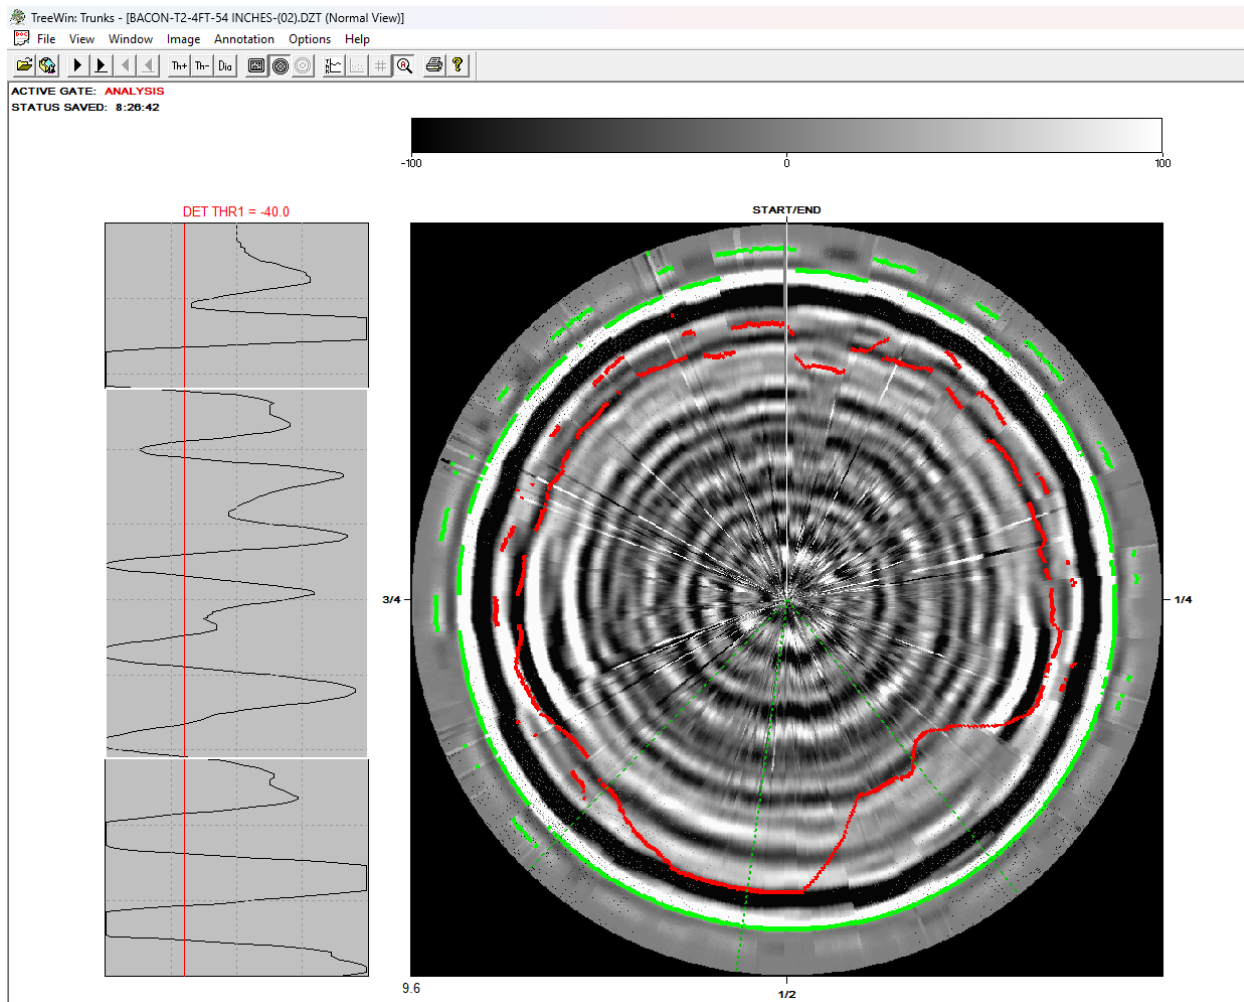 TreeWin: Trunks - [BACON-T2-4FT-54 INCHES-(02).DZT (Normal View)]
DOC File View Window Image Annotation Options Help
Th+ Th- Dia A ?
ACTIVE GATE: ANALYSIS
STATUS SAVED: 8:26:42
-100 0 100
DET THR1 = -40.0
START/END
3/4
1/4
9.6
1/2